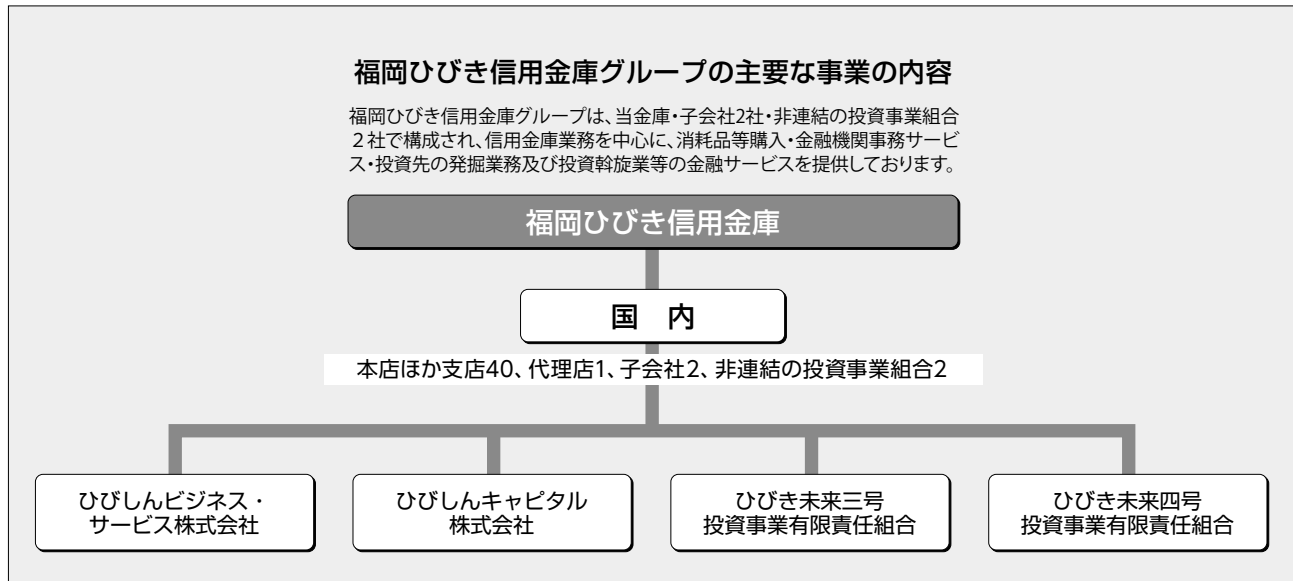 福岡ひびき信用金庫グループの主要な事業の内容
福岡ひびき信用金庫グループは、当金庫・子会社2社・非連結の投資事業組合
２社で構成され、信用金庫業務を中心に、消耗品等購入・金融機関事務サービ
ス・投資先の発掘業務及び投資斡旋業等の金融サービスを提供しております。
福岡ひびき信用金庫
国　内
本店ほか支店40、代理店1、子会社2、非連結の投資事業組合2
ひびしんビジネス・
サービス株式会社
ひびしんキャピタル
株式会社
ひびき未来三号
投資事業有限責任組合
ひびき未来四号
投資事業有限責任組合